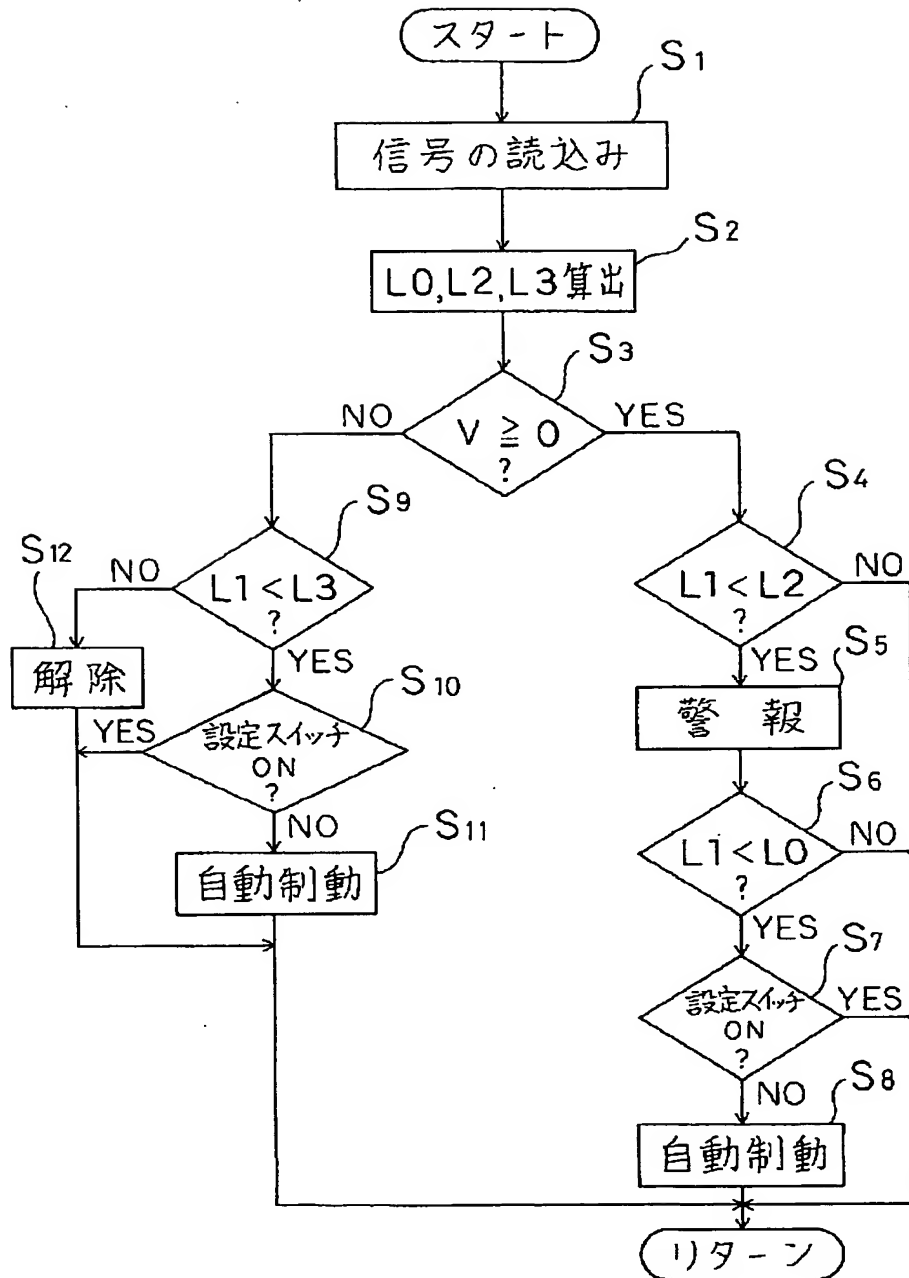 スタート
S1
信号の読込み
S2
L0,L2,L3算出
S3
NO
V ≧ 0
?
YES
S9
S4
S12
NO
L1<L3
?
L1<L2
?
NO
YES
YES
S5
解除
S10
警 報
YES
設定スイッチ
ON
?
S6
NO
S11
L1<L0
?
NO
自動制動
YES
S7
設定スイッチ
ON
?
YES
NO
S8
自動制動
リターン